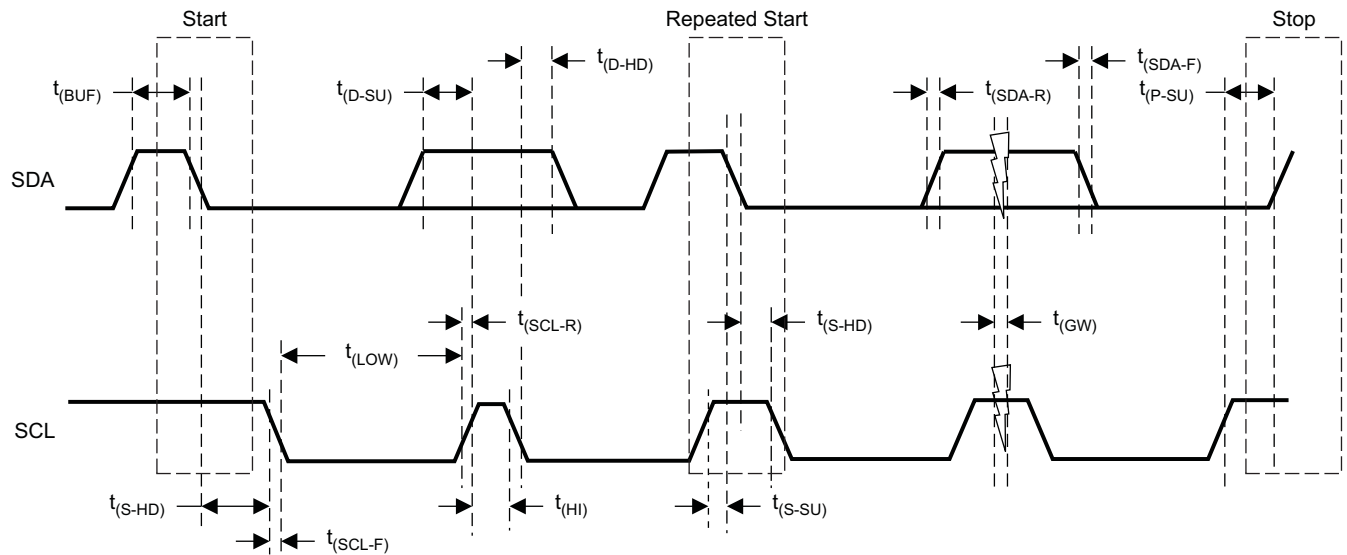 Start
Repeated Start
Stop
t(BUF)
t(D-SU)
t(D-HD)
t(SDA-R)
t(SDA-F)
t(P-SU)
SDA
t(SCL-R)
t(LOW)
t(S-HD)
t(GW)
SCL
t(S-HD)
t(SCL-F)
t(HI)
t(S-SU)